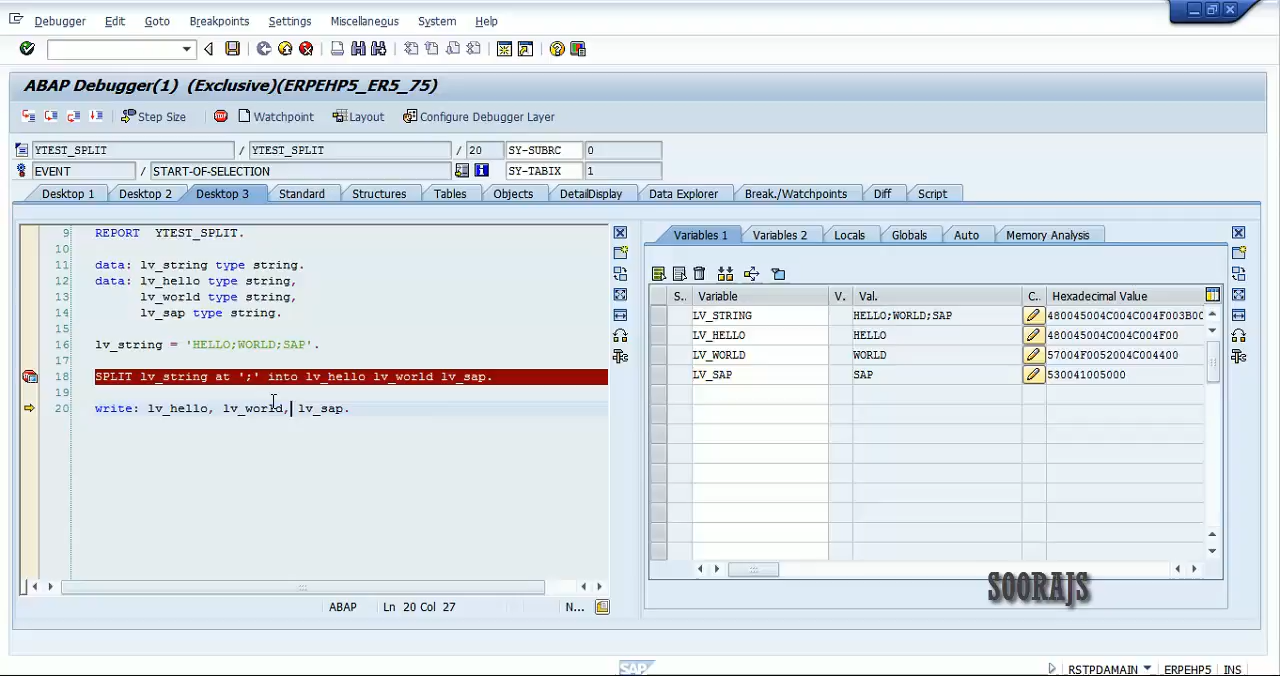 Debugger Edit Goto Breakpoints Settings Miscellaneous System Help
ABAP Debugger(1) (Exclusive)(ERPEHP5_ER5_75)
Step Size Watchpoint Layout Configure Debugger Layer
YTEST_SPLIT / YTEST_SPLIT / 20 SY-SUBRC 0
EVENT / START-OF-SELECTION SY-TABIX 1
Desktop 1 Desktop 2 Desktop 3 Standard Structures Tables Objects DetailDisplay Data Explorer Break./Watchpoints Diff Script
9 REPORT YTEST_SPLIT.
10
11 data: lv_string type string.
12 data: lv_hello type string,
13 lv_world type string,
14 lv_sap type string.
15
16 lv_string = 'HELLO;WORLD;SAP'.
17
18 SPLIT lv_string at ';' into lv_hello lv_world lv_sap.
19
20 write: lv_hello, lv_world, lv_sap.
ABAP Ln 20 Col 27 N...
Variables 1 Variables 2 Locals Globals Auto Memory Analysis
S.. Variable V. Val. C.. Hexadecimal Value
LV_STRING HELLO;WORLD;SAP 480045004C004C004F003B00
LV_HELLO HELLO 480045004C004C004F00
LV_WORLD WORLD 57004F0052004C004400
LV_SAP SAP 530041005000
SOORAJS
SAP
RSTPDAMAIN ERPEHP5 INS